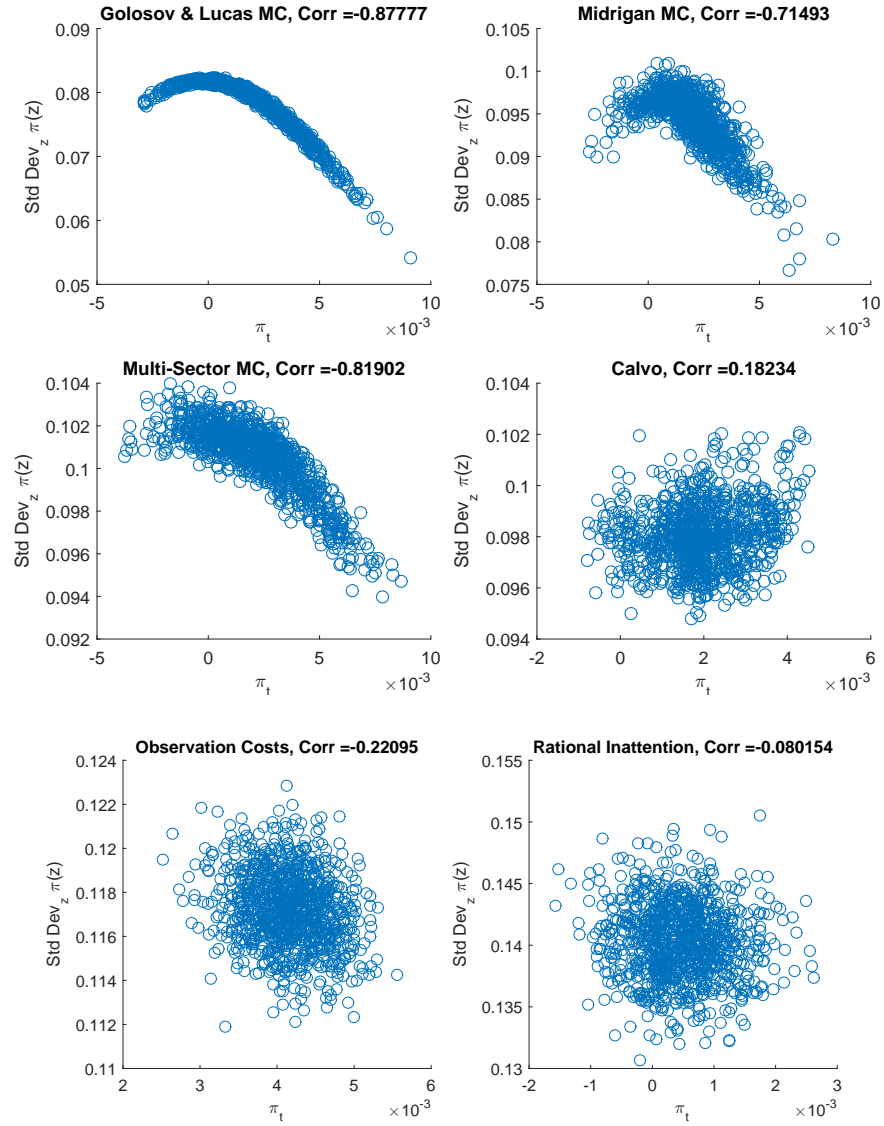 Golosov & Lucas MC, Corr =-0.87777
0.09
0.08
0.07
0.06
0.05
Std Dev_z π(z)
-5 0 5 10
π_t
×10^-3
Midrigan MC, Corr =-0.71493
0.1
0.095
0.09
0.085
0.08
0.075
Std Dev_z π(z)
-5 0 5 10
π_t
×10^-3
Multi-Sector MC, Corr =-0.81902
0.104
0.102
0.1
0.098
0.096
0.094
0.092
Std Dev_z π(z)
-5 0 5 10
π_t
×10^-3
Calvo, Corr =0.18234
0.104
0.102
0.1
0.098
0.096
0.094
Std Dev_z π(z)
-2 0 2 4 6
π_t
×10^-3
Observation Costs, Corr =-0.22095
0.124
0.122
0.12
0.118
0.116
0.114
0.112
0.11
Std Dev_z π(z)
2 3 4 5 6
π_t
×10^-3
Rational Inattention, Corr =-0.080154
0.155
0.15
0.145
0.14
0.135
0.13
Std Dev_z π(z)
-2 -1 0 1 2 3
π_t
×10^-3